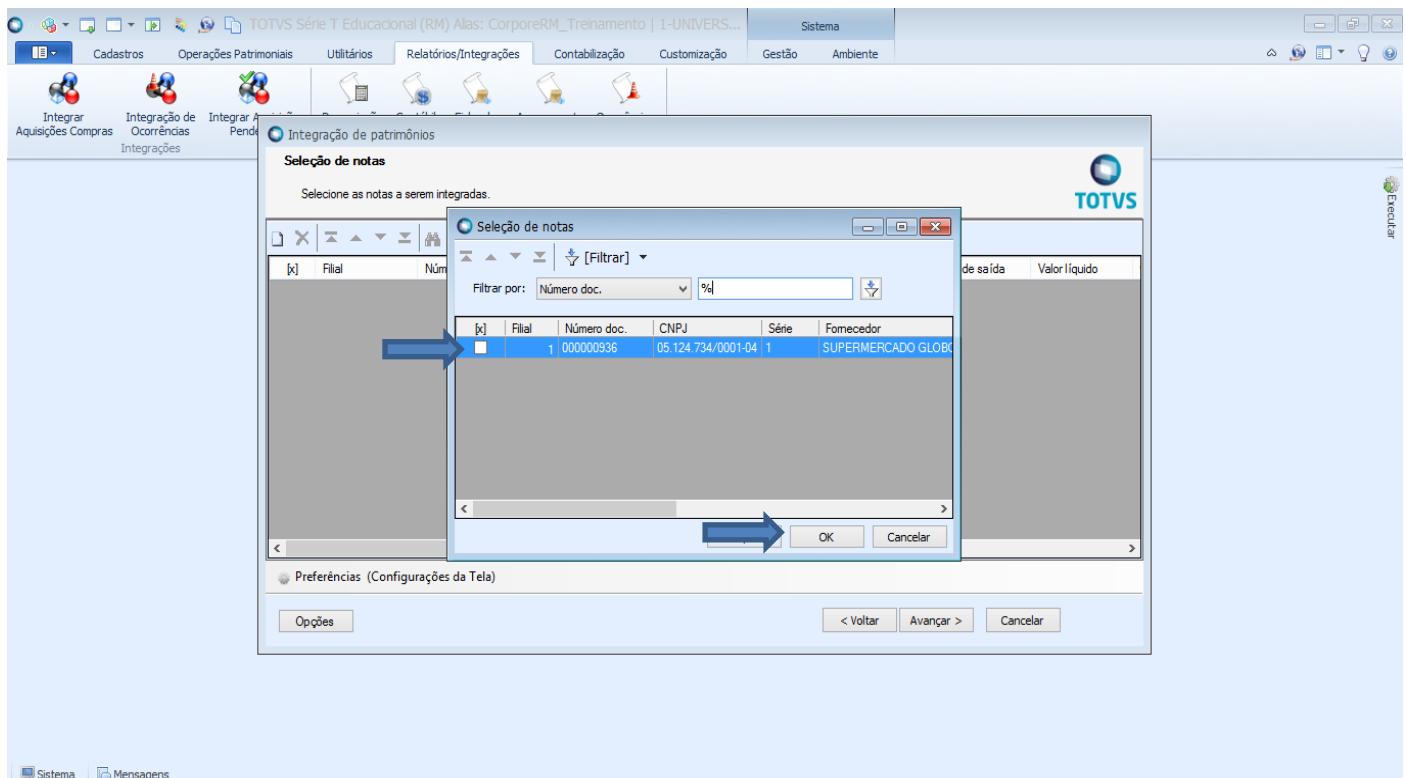 TOTVS Série T Educacional (RM) Alias: CorporeRM_Treinamento | 1-UNIVERS...
Sistema
Cadastros Operações Patrimoniais Utilitários Relatórios/Integrações Contabilização Customização Gestão Ambiente
Integrar Aquisições Compras
Integração de Ocorrências
Integrar
Integrações
Integração de patrimônios
Seleção de notas
Selecione as notas a serem integradas.
TOTVS
Executar
[x] Filial Núm de saída Valor líquido
Seleção de notas
[Filtrar]
Filtrar por: Número doc. %
[x] Filial Número doc. CNPJ Série Fornecedor
1 000000936 05.124.734/0001-04 1 SUPERMERCADO GLOBO
OK Cancelar
Preferências (Configurações da Tela)
Opções < Voltar Avançar > Cancelar
Sistema Mensagens